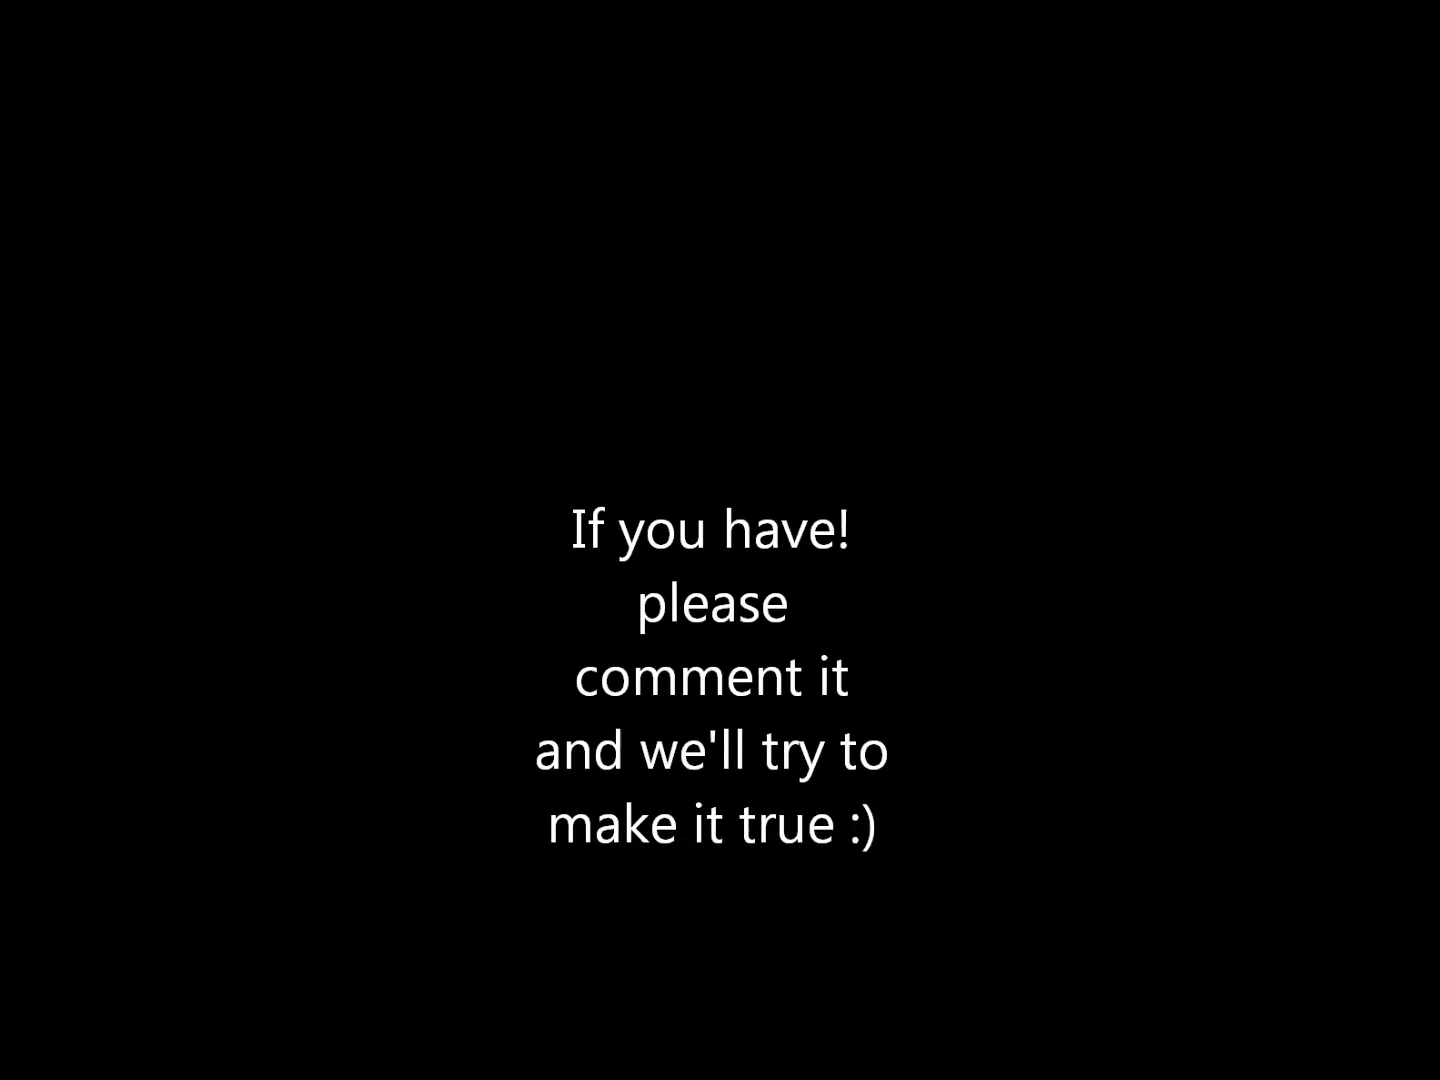 If you have!
please
comment it
and we'll try to
make it true :)